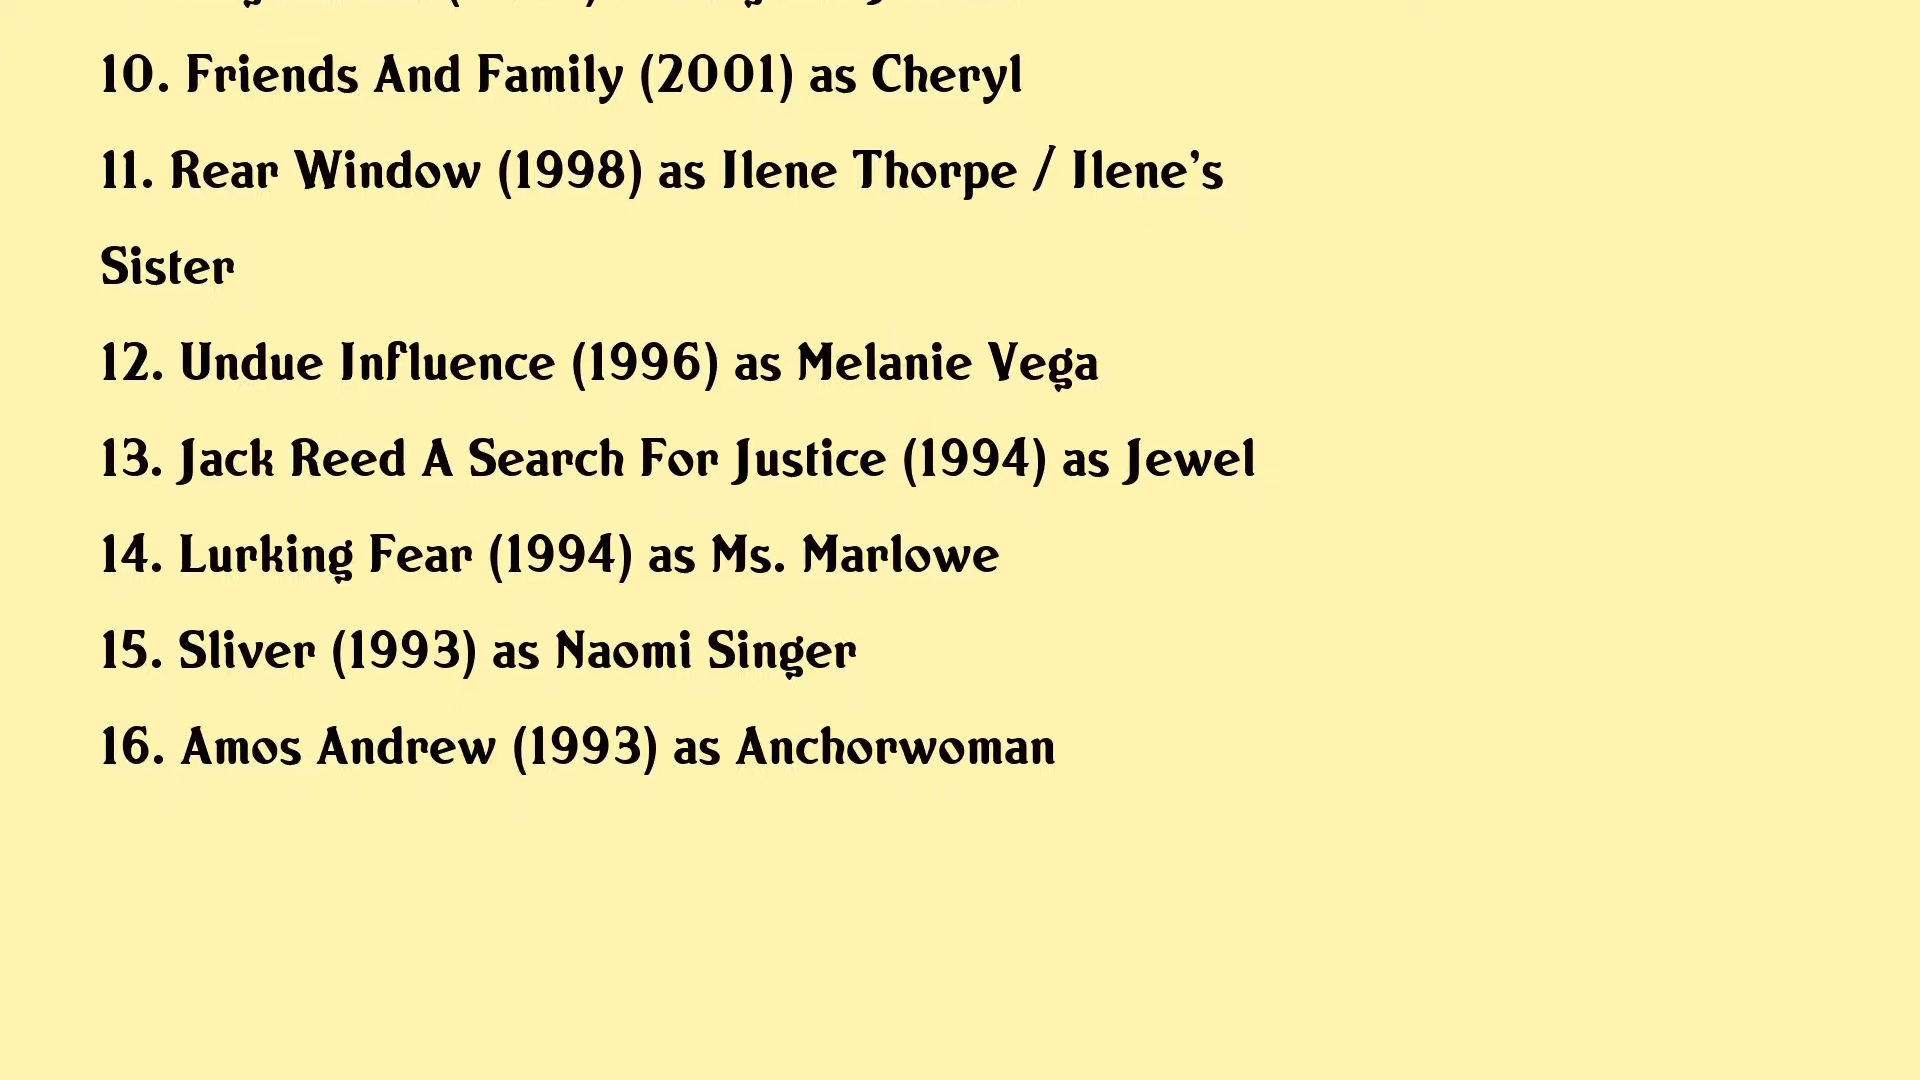 10. Friends And Family (2001) as Cheryl
11. Rear Window (1998) as Ilene Thorpe / Ilene's
Sister
12. Undue Influence (1996) as Melanie Vega
13. Jack Reed A Search For Justice (1994) as Jewel
14. Lurking Fear (1994) as Ms. Marlowe
15. Sliver (1993) as Naomi Singer
16. Amos Andrew (1993) as Anchorwoman